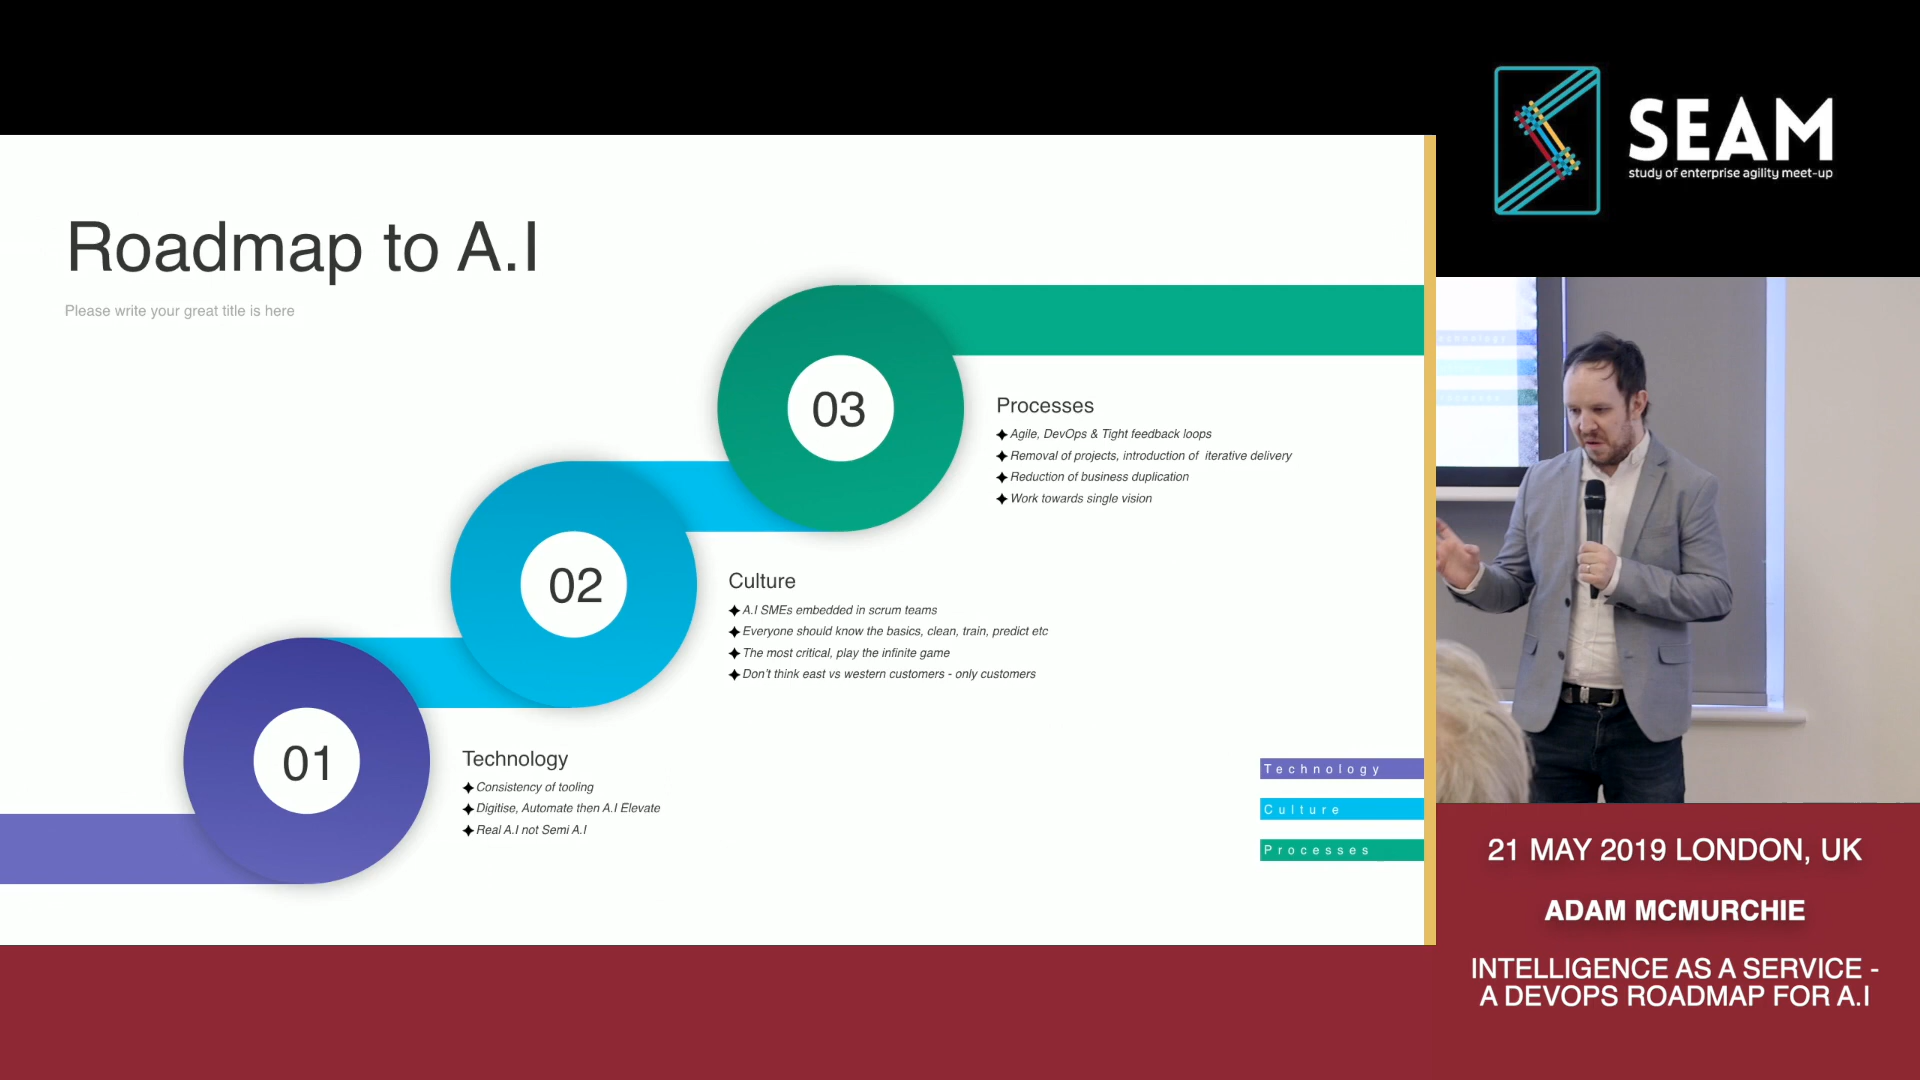 Roadmap to A.I
Please write your great title is here
03
Processes
Agile, DevOps & Tight feedback loops
Removal of projects, introduction of iterative delivery
Reduction of business duplication
Work towards single vision
02
Culture
A.I SMEs embedded in scrum teams
Everyone should know the basics, clean, train, predict etc
The most critical, play the infinite game
Don't think east vs western customers - only customers
01
Technology
Consistency of tooling
Digitise, Automate then A.I Elevate
Real A.I not Semi A.I
Technology
Culture
Processes
SEAM
study of enterprise agility meet-up
21 MAY 2019 LONDON, UK
ADAM MCMURCHIE
INTELLIGENCE AS A SERVICE -
A DEVOPS ROADMAP FOR A.I